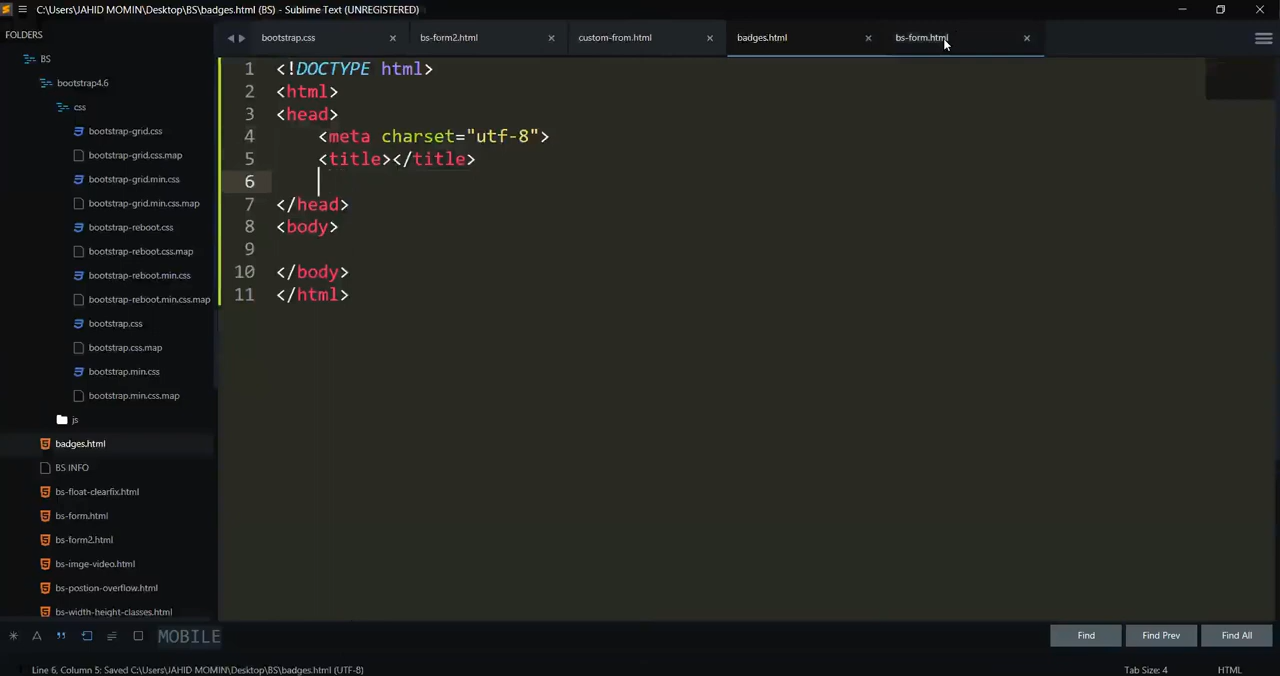 C:\Users\JAHID MOMIN\Desktop\BS\badges.html (BS) - Sublime Text (UNREGISTERED)
FOLDERS
BS
bootstrap4.6
css
bootstrap-grid.css
bootstrap-grid.css.map
bootstrap-grid.min.css
bootstrap-grid.min.css.map
bootstrap-reboot.css
bootstrap-reboot.css.map
bootstrap-reboot.min.css
bootstrap-reboot.min.css.map
bootstrap.css
bootstrap.css.map
bootstrap.min.css
bootstrap.min.css.map
js
badges.html
BS INFO
bs-float-clearfix.html
bs-form.html
bs-form2.html
bs-imge-video.html
bs-postion-overflow.html
bs-width-height-classes.html
bootstrap.css bs-form2.html custom-from.html badges.html bs-form.html
1 <!DOCTYPE html>
2 <html>
3 <head>
4 <meta charset="utf-8">
5 <title></title>
6
7 </head>
8 <body>
9
10 </body>
11 </html>
MOBILE
Find Find Prev Find All
Line 6, Column 5: Saved C:\Users\JAHID MOMIN\Desktop\BS\badges.html (UTF-8) Tab Size: 4 HTML